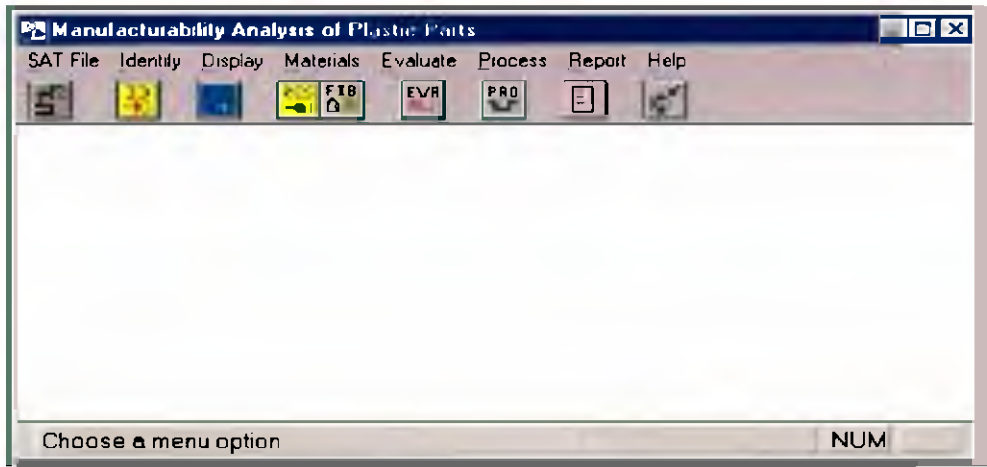 Manufacturability Analysis of Plastic Parts
SAT File Identify Display Materials Evaluate Process Report Help
FIB EVA PRO
Choose a menu option NUM